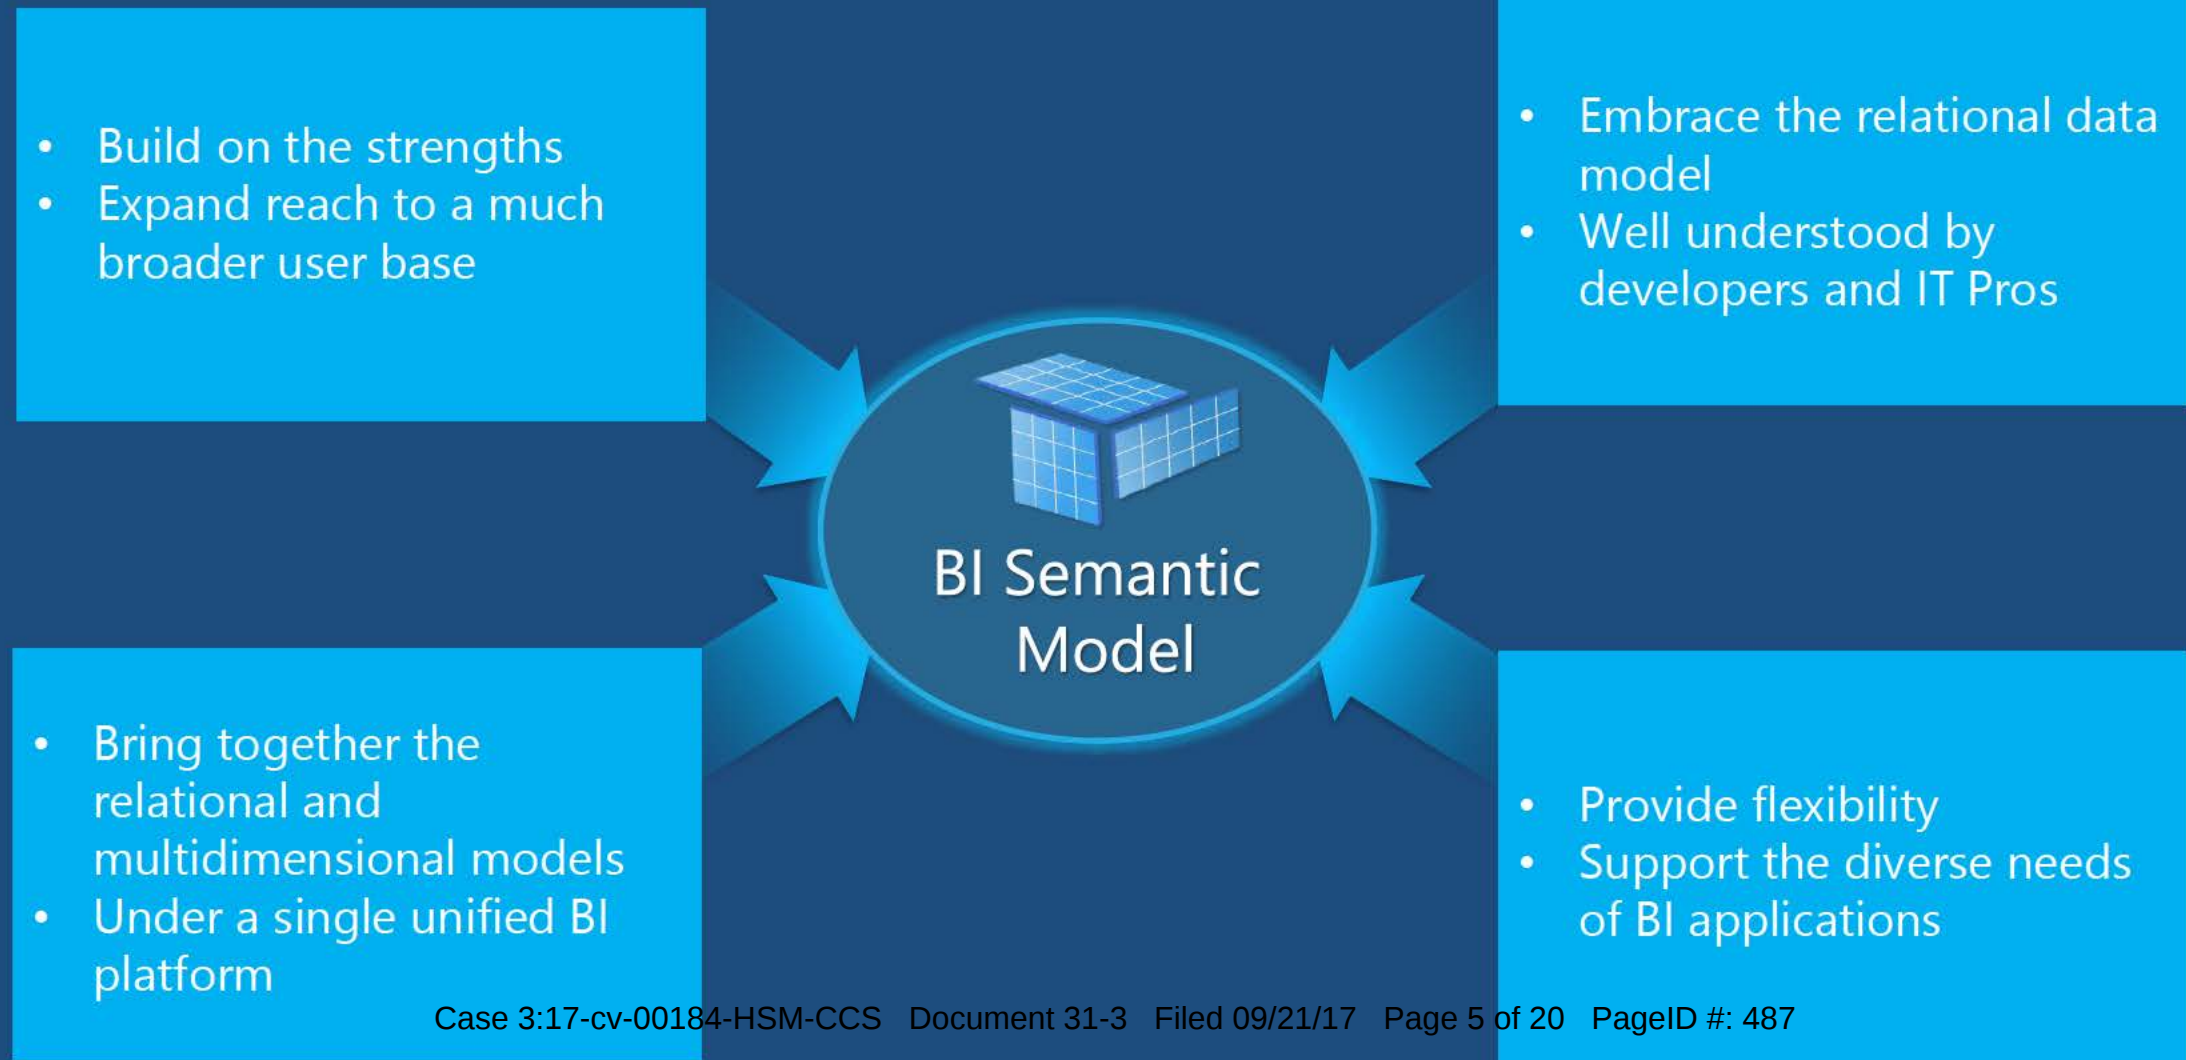 • Build on the strengths
• Expand reach to a much
broader user base
• Embrace the relational data
model
• Well understood by
developers and IT Pros
BI Semantic
Model
• Bring together the
relational and
multidimensional models
• Under a single unified BI
platform
• Provide flexibility
• Support the diverse needs
of BI applications
Case 3:17-cv-00184-HSM-CCS Document 31-3 Filed 09/21/17 Page 5 of 20 PageID #: 487